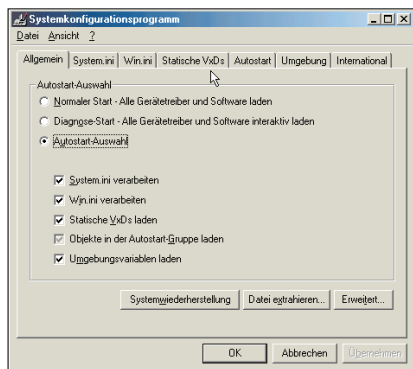 Systemkonfigurationsprogramm
Datei Ansicht ?
Allgemein System.ini Win.ini Statische VxDs Autostart Umgebung International
Autostart-Auswahl
Normaler Start - Alle Gerätetreiber und Software laden
Diagnose-Start - Alle Gerätetreiber und Software interaktiv laden
Autostart-Auswahl
System.ini verarbeiten
Win.ini verarbeiten
Statische VxDs laden
Objekte in der Autostart-Gruppe laden
Umgebungsvariablen laden
Systemwiederherstellung Datei extrahieren... Erweitert...
OK Abbrechen Übernehmen